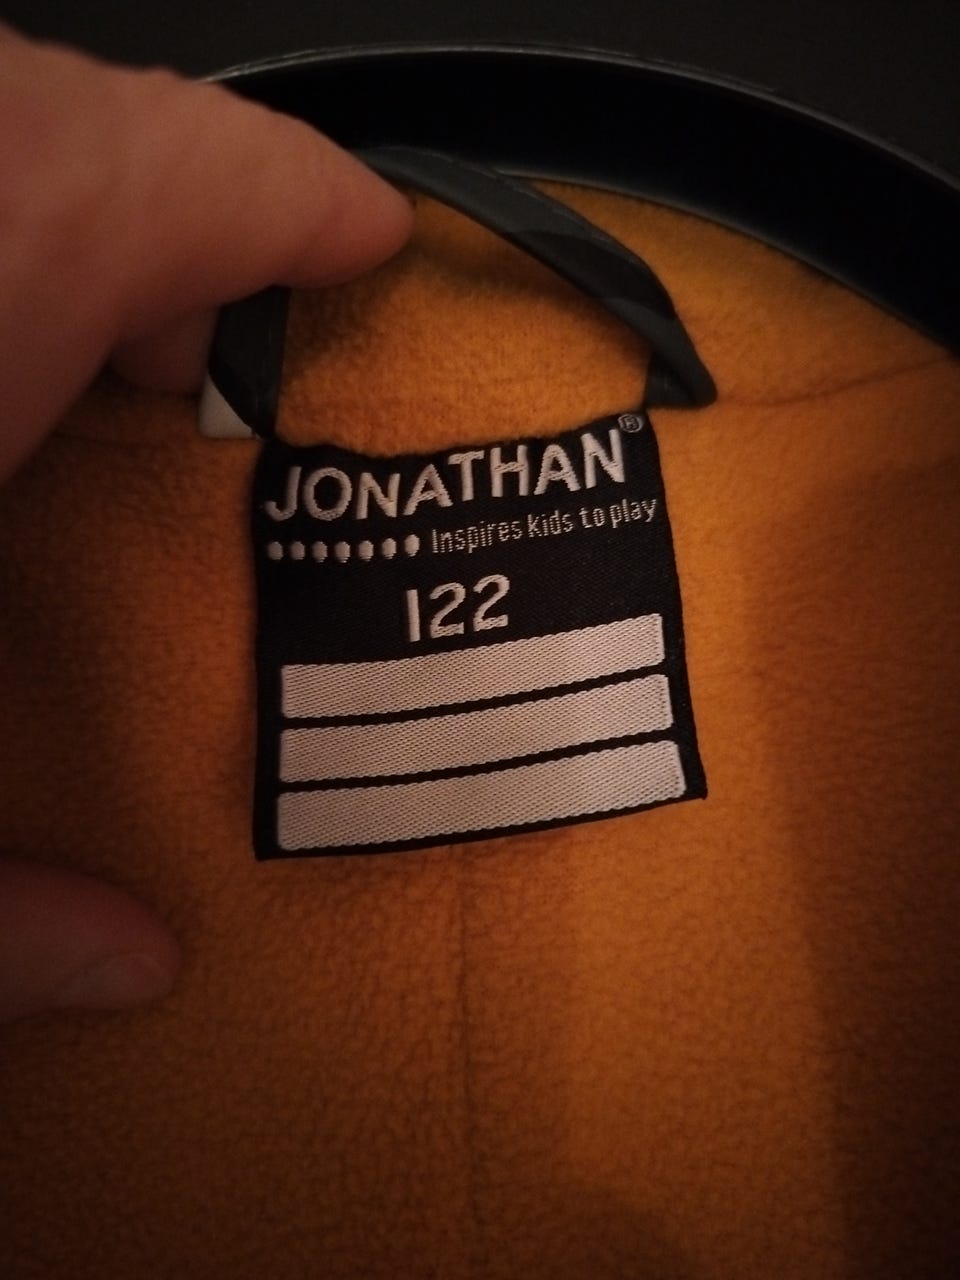 JONATHAN®
Inspires kids to play
122